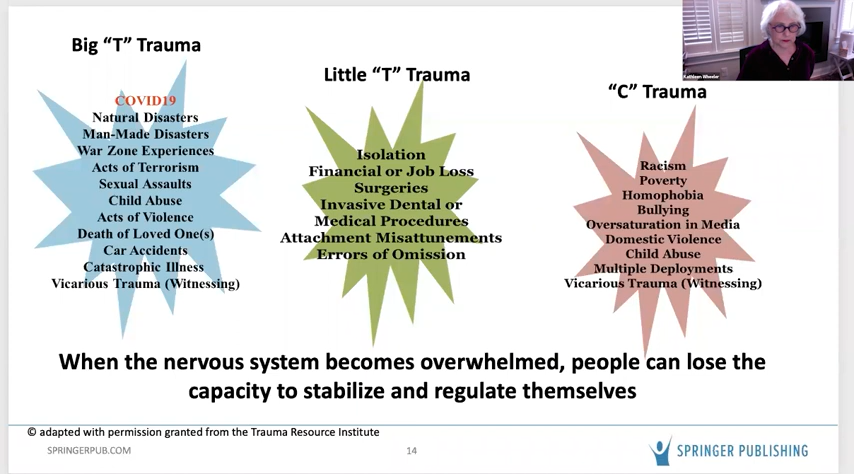 Big “T” Trauma
COVID19
Natural Disasters
Man-Made Disasters
War Zone Experiences
Acts of Terrorism
Sexual Assaults
Child Abuse
Acts of Violence
Death of Loved One(s)
Car Accidents
Catastrophic Illness
Vicarious Trauma (Witnessing)
Little “T” Trauma
Isolation
Financial or Job Loss
Surgeries
Invasive Dental or
Medical Procedures
Attachment Misattunements
Errors of Omission
“C” Trauma
Racism
Poverty
Homophobia
Bullying
Oversaturation in Media
Domestic Violence
Child Abuse
Multiple Deployments
Vicarious Trauma (Witnessing)
Kathleen Wheeler
When the nervous system becomes overwhelmed, people can lose the
capacity to stabilize and regulate themselves
© adapted with permission granted from the Trauma Resource Institute
SPRINGERPUB.COM
14
SPRINGER PUBLISHING